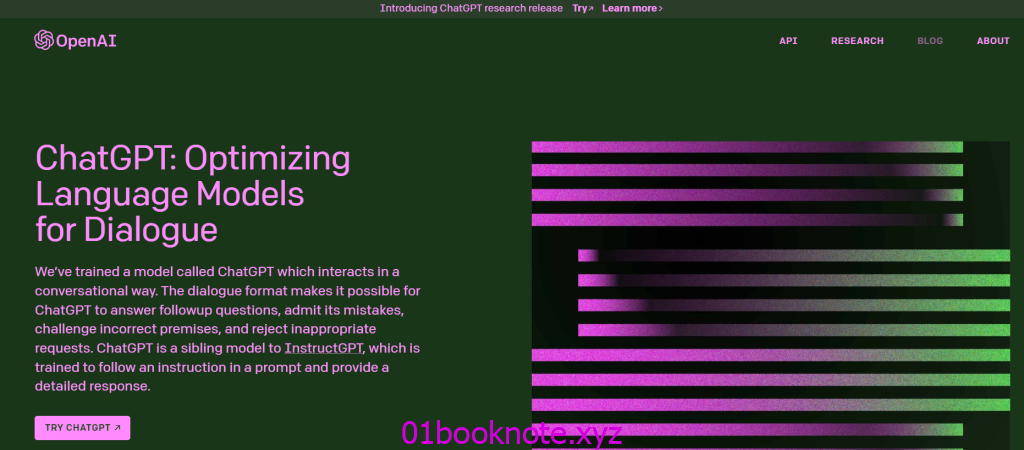 Introducing ChatGPT research release Try↗ Learn more ›
OpenAI
API RESEARCH BLOG ABOUT
ChatGPT: Optimizing
Language Models
for Dialogue
We’ve trained a model called ChatGPT which interacts in a
conversational way. The dialogue format makes it possible for
ChatGPT to answer followup questions, admit its mistakes,
challenge incorrect premises, and reject inappropriate
requests. ChatGPT is a sibling model to InstructGPT, which is
trained to follow an instruction in a prompt and provide a
detailed response.
TRY CHATGPT ↗
01booknote.xyz